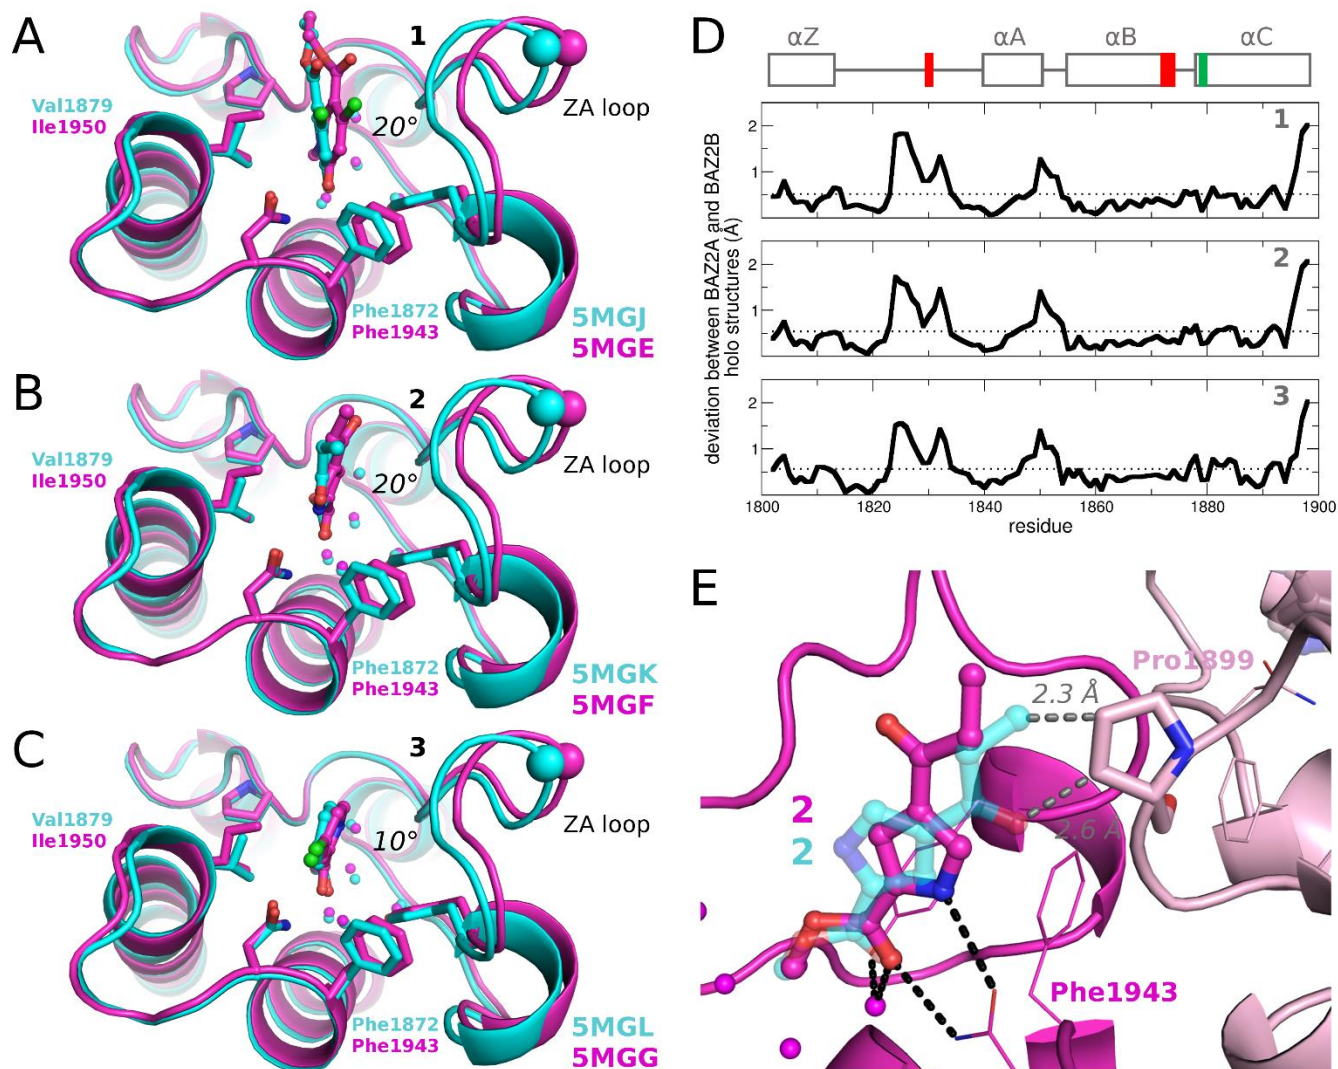 A
1
Val1879
Ile1950
20°
ZA loop
Phe1872
Phe1943
5MGJ
5MGE
B
2
Val1879
Ile1950
20°
ZA loop
Phe1872
Phe1943
5MGK
5MGF
C
3
Val1879
Ile1950
10°
ZA loop
Phe1872
Phe1943
5MGL
5MGG
D
αZ
αA
αB
αC
deviation between BAZ2A and BAZ2B
holo structures (Å)
2
1
1
2
1
2
2
1
3
1800
1820
1840
1860
1880
1900
residue
E
Pro1899
2.3 Å
2
2
2.6 Å
Phe1943